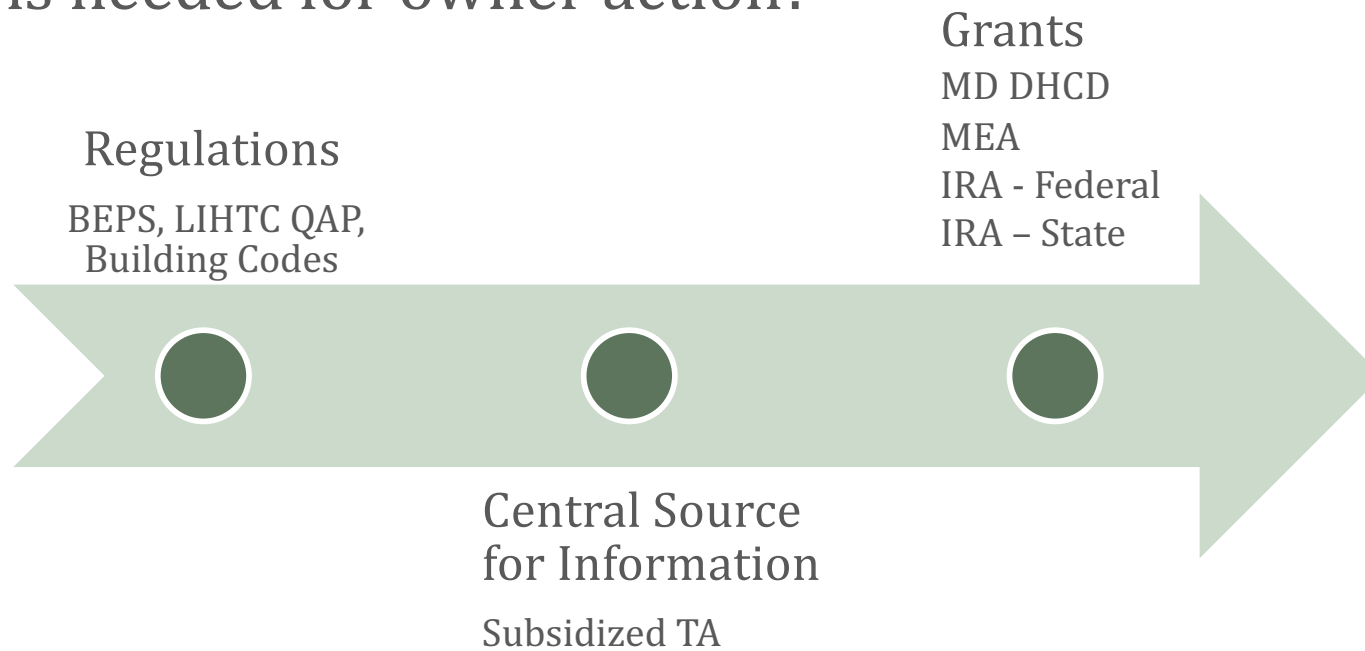 is needed for owner action?
Grants
MD DHCD
MEA
IRA - Federal
IRA – State
Regulations
BEPS, LIHTC QAP,
Building Codes
Central Source
for Information
Subsidized TA